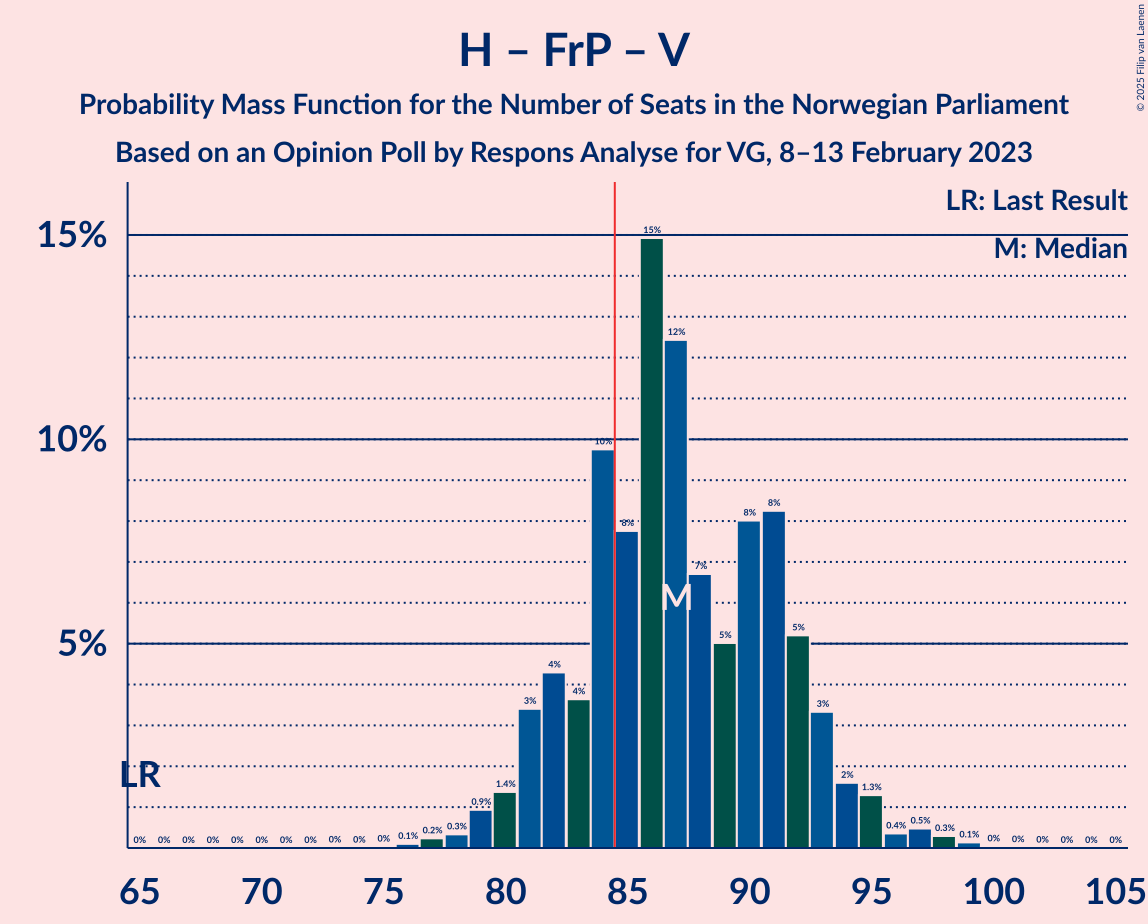 H – FrP – V
Probability Mass Function for the Number of Seats in the Norwegian Parliament
Based on an Opinion Poll by Respons Analyse for VG, 8–13 February 2023
© 2025 Filip van Laenen
LR: Last Result
M: Median
15%
10%
5%
LR
M
0% 0% 0% 0% 0% 0% 0% 0% 0% 0% 0% 0.1% 0.2% 0.3% 0.9% 1.4% 3% 4% 4% 10% 8% 15% 12% 7% 5% 8% 8% 5% 3% 2% 1.3% 0.4% 0.5% 0.3% 0.1% 0% 0% 0% 0% 0% 0%
65 70 75 80 85 90 95 100 105